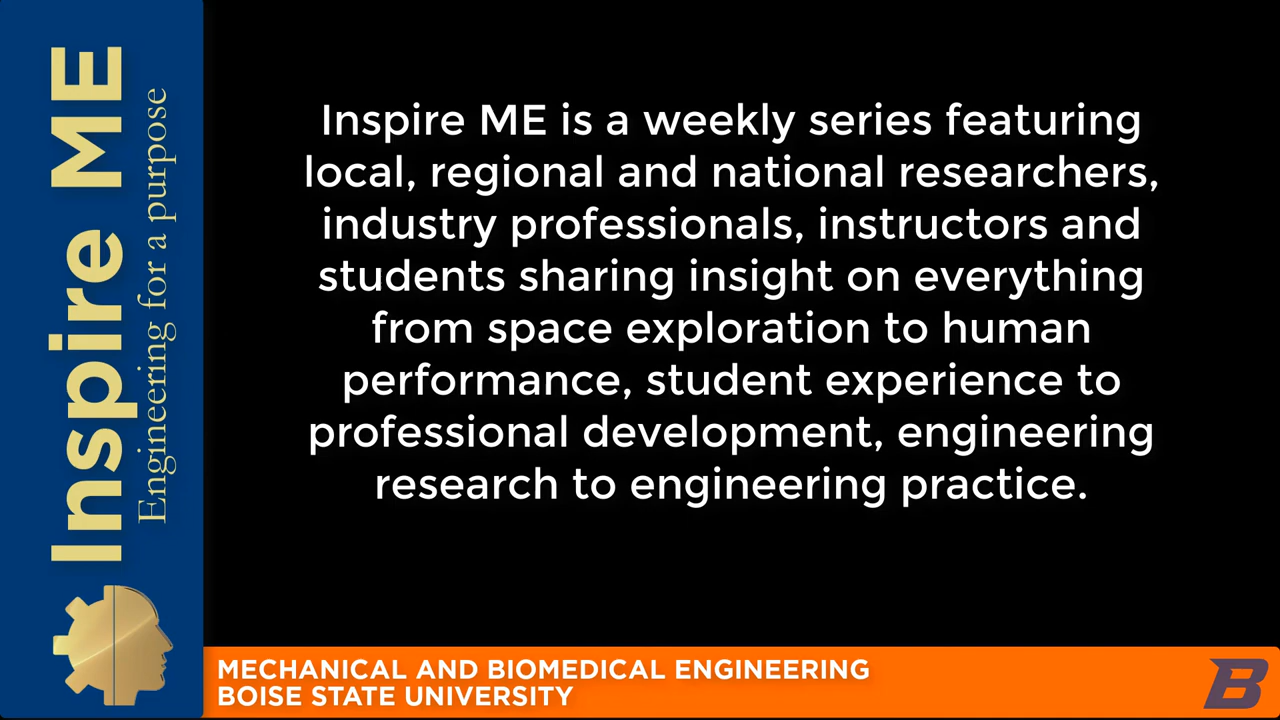 Inspire ME
Engineering for a purpose
Inspire ME is a weekly series featuring
local, regional and national researchers,
industry professionals, instructors and
students sharing insight on everything
from space exploration to human
performance, student experience to
professional development, engineering
research to engineering practice.
MECHANICAL AND BIOMEDICAL ENGINEERING
BOISE STATE UNIVERSITY
B